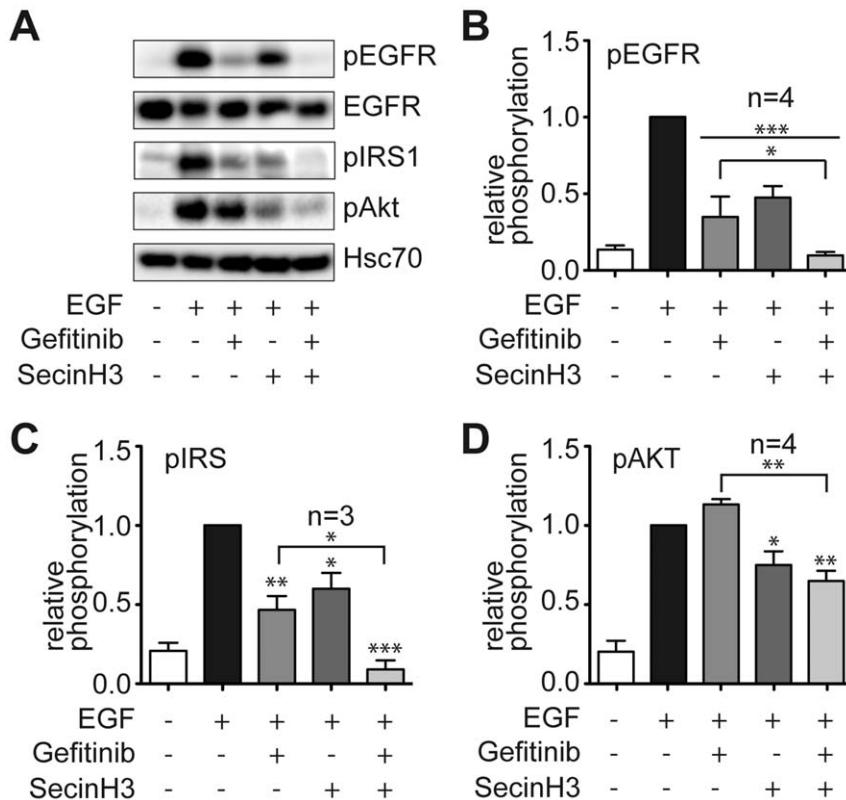 A
pEGFR
EGFR
pIRS1
pAkt
Hsc70
EGF - + + + +
Gefitinib - - + - +
SecinH3 - - - + +
B
pEGFR
relative
phosphorylation
1.5
1.0
0.5
0.0
n=4
***
*
EGF - + + + +
Gefitinib - - + - +
SecinH3 - - - + +
C
pIRS
relative
phosphorylation
1.5
1.0
0.5
0.0
n=3
*
*
**
***
EGF - + + + +
Gefitinib - - + - +
SecinH3 - - - + +
D
pAKT
relative
phosphorylation
1.5
1.0
0.5
0.0
n=4
**
*
**
EGF - + + + +
Gefitinib - - + - +
SecinH3 - - - + +